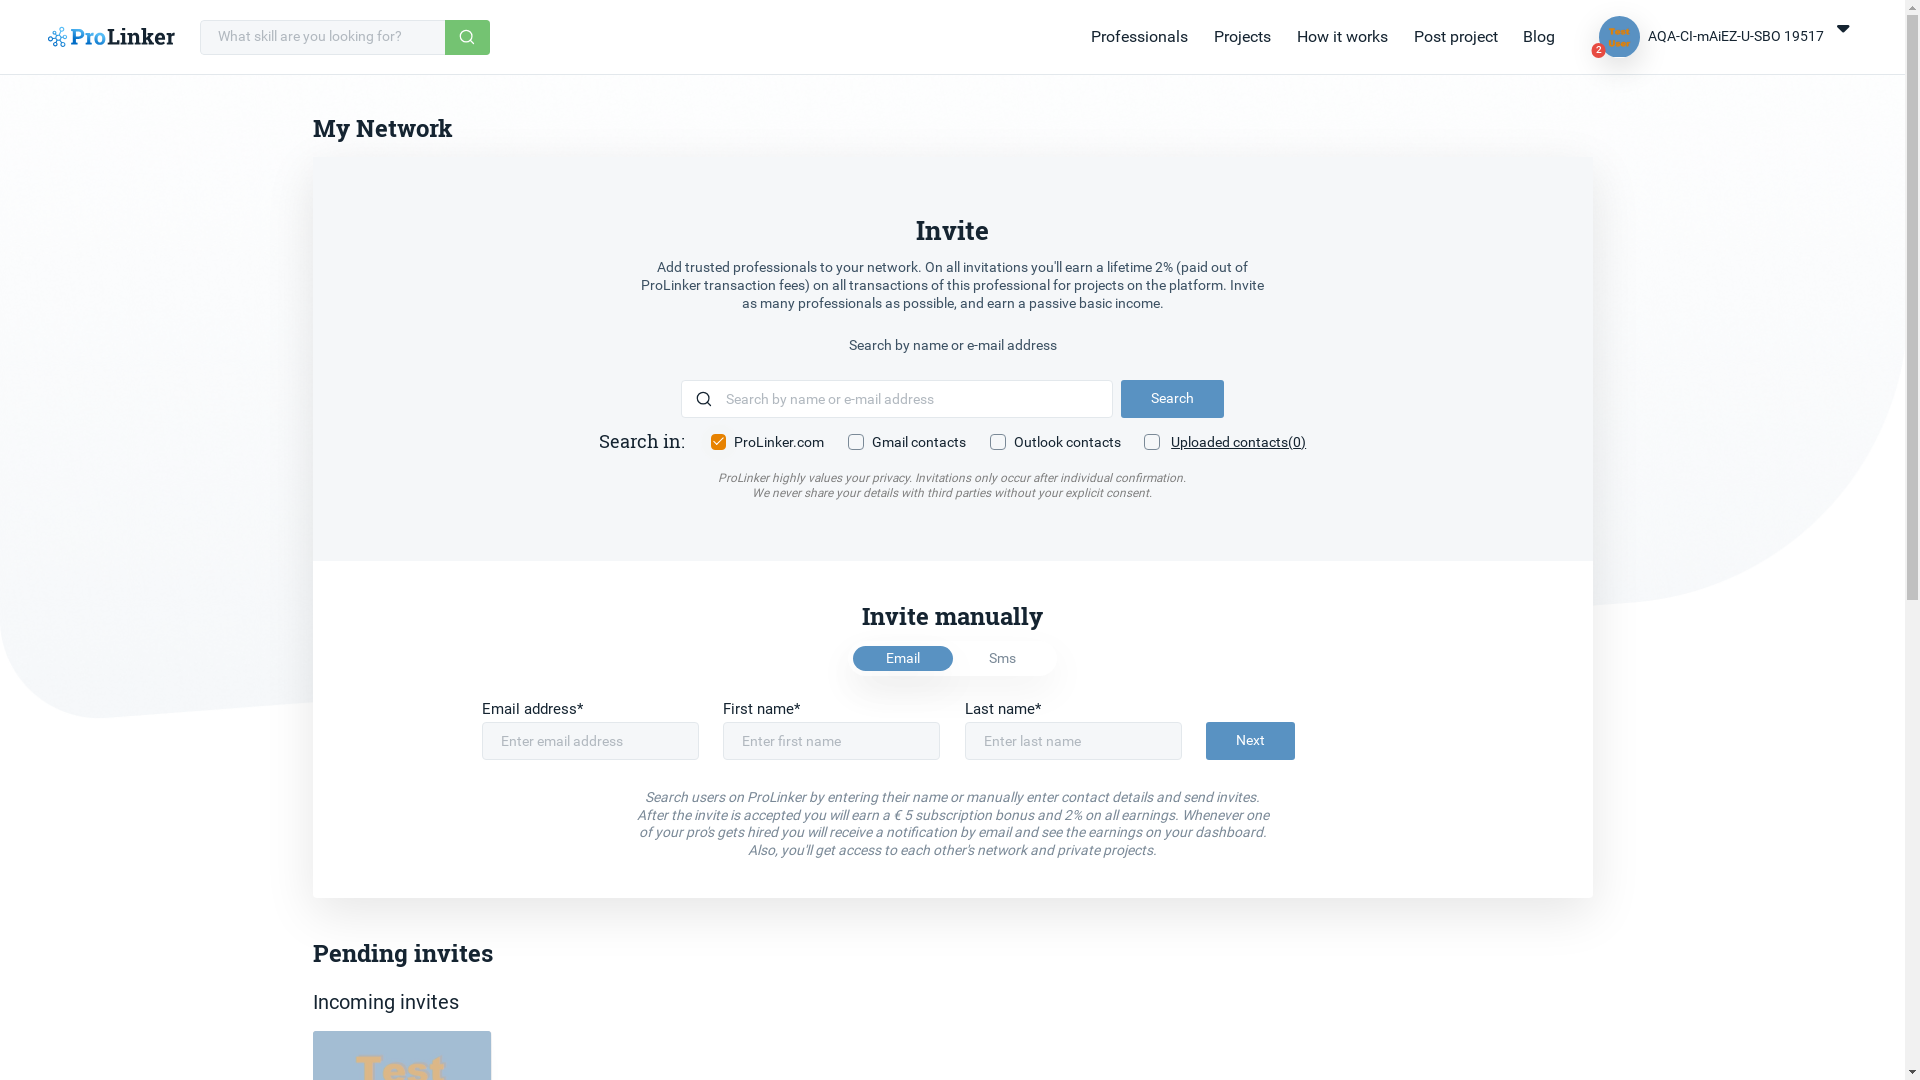 ProLinker
What skill are you looking for?
Professionals
Projects
How it works
Post project
Blog
Test
User
2
AQA-CI-mAiEZ-U-SBO 19517
My Network
Invite
Add trusted professionals to your network. On all invitations you'll earn a lifetime 2% (paid out of
ProLinker transaction fees) on all transactions of this professional for projects on the platform. Invite
as many professionals as possible, and earn a passive basic income.
Search by name or e-mail address
Search by name or e-mail address
Search
Search in:
ProLinker.com
Gmail contacts
Outlook contacts
Uploaded contacts(0)
ProLinker highly values your privacy. Invitations only occur after individual confirmation.
We never share your details with third parties without your explicit consent.
Invite manually
Email
Sms
Email address*
First name*
Last name*
Enter email address
Enter first name
Enter last name
Next
Search users on ProLinker by entering their name or manually enter contact details and send invites.
After the invite is accepted you will earn a € 5 subscription bonus and 2% on all earnings. Whenever one
of your pro's gets hired you will receive a notification by email and see the earnings on your dashboard.
Also, you'll get access to each other's network and private projects.
Pending invites
Incoming invites
Test